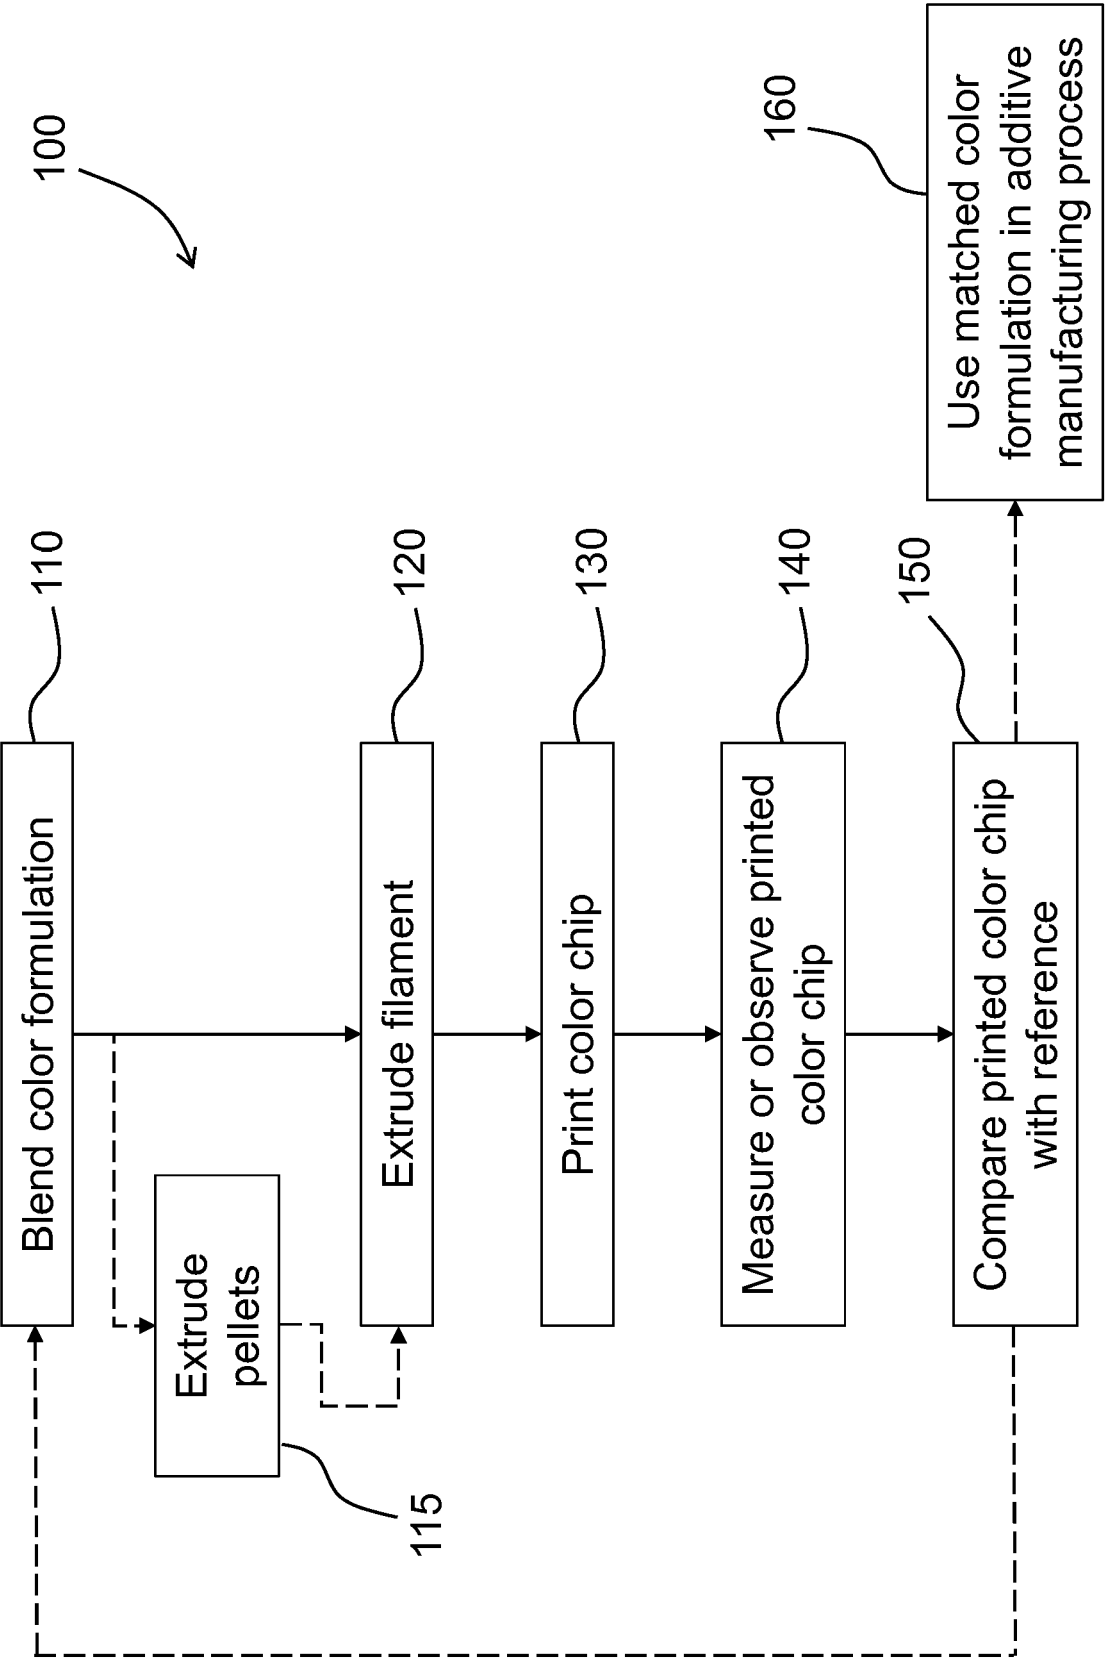 100
Blend color formulation
110
Extrude
pellets
115
Extrude filament
120
Print color chip
130
Measure or observe printed
color chip
140
Compare printed color chip
with reference
150
Use matched color
formulation in additive
manufacturing process
160